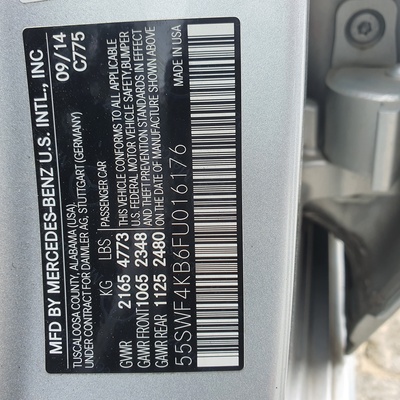 MFD BY MERCEDES-BENZ U.S. INTL., INC
TUSCALOOSA COUNTY, ALABAMA (USA) 09/14
UNDER CONTRACT FOR DAIMLER AG, STUTTGART (GERMANY) C775
KG LBS PASSENGER CAR
GVWR 2165 4773 THIS VEHICLE CONFORMS TO ALL APPLICABLE
GAWR FRONT 1065 2348 U.S. FEDERAL MOTOR VEHICLE SAFETY, BUMPER
GAWR REAR 1125 2480 AND THEFT PREVENTION STANDARDS IN EFFECT ON THE DATE OF MANUFACTURE SHOWN ABOVE
55SWF4KB6FU016176 USA